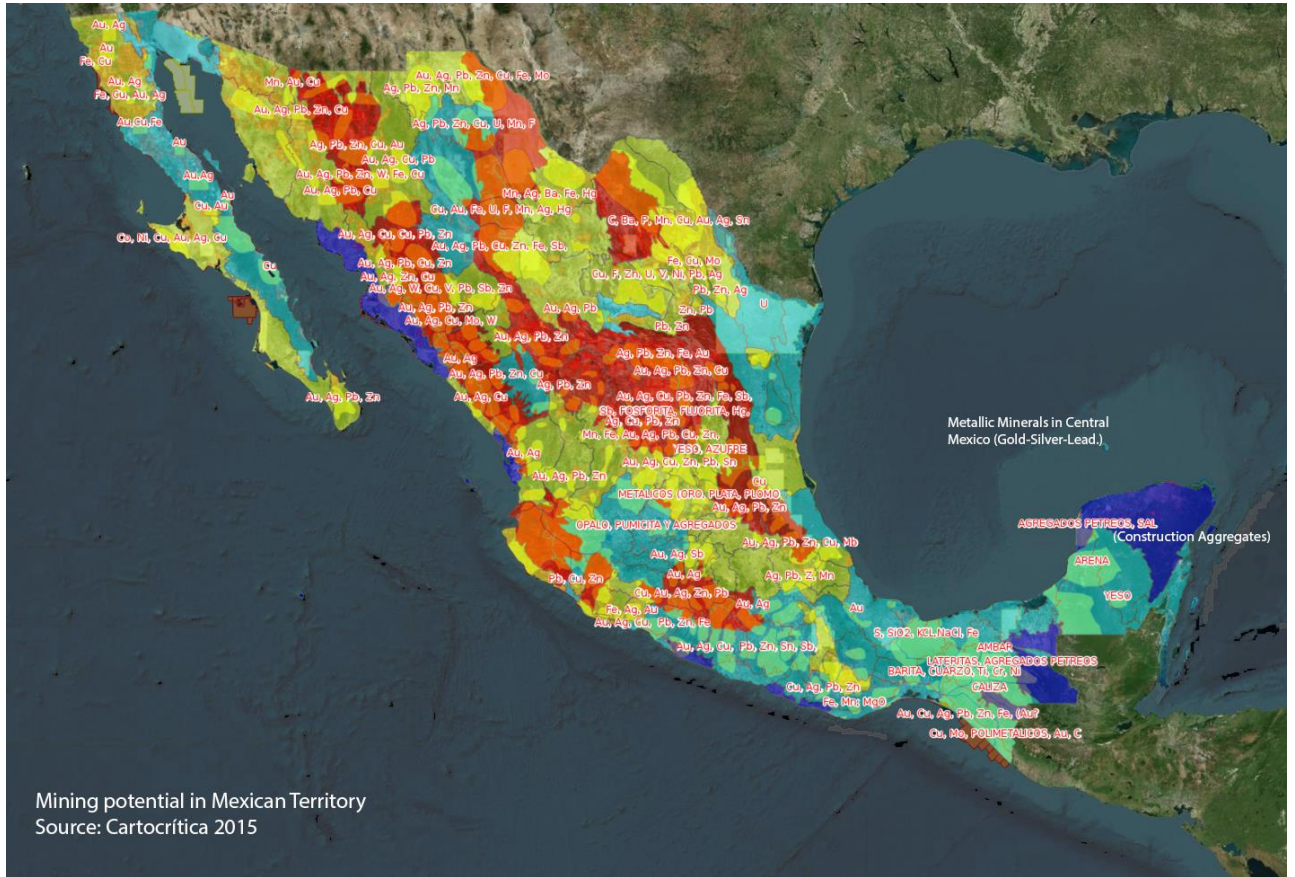 Au, Ag
Au
Fe, Cu
Au, Ag
Fe, Cu, Au, Ag
Au,Cu,Fe
Au
Au,Ag
Au
Cu, Au
Co, Ni, Cu, Au, Ag, Cu
Cu
Au, Ag, Pb, Zn
Mn, Au, Cu
Au, Ag, Pb, Zn, Cu
Au, Ag, Pb, Zn, Cu, Fe, Mo
Ag, Pb, Zn, Mn
Ag, Pb, Zn, Cu, U, Mn, F
Ag, Pb, Zn, Cu, Au
Au, Ag, Cu, Pb
Au, Ag, Pb, Zn, W, Fe, Cu
Au, Ag, Pb, Cu
Mn, Ag, Ba, Fe, Hg
Cu, Au, Fe, U, F, Mn, Ag, Hg
C, Ba, F, Mn, Cu, Au, Ag, Sn
Au, Ag, Cu, Cu, Pb, Zn
Au, Ag, Pb, Cu, Zn, Fe, Sb,
Au, Ag, Pb, Cu, Zn
Fe, Cu, Mo
Au, Ag, Zn, Cu
Cu, F, Zn, U, V, Ni, Pb, Ag
Au, Ag, W, Cu, V, Pb, Sb, Zn
Pb, Zn, Ag
U
Au, Ag, Pb, Zn
Au, Ag, Pb
Zn, Pb
Au, Ag, Cu, Mo, W
Pb, Zn
Au, Ag, Pb, Zn
Au, Ag
Ag, Pb, Zn, Fe, Au
Au, Ag, Pb, Zn, Cu
Au, Ag, Pb, Zn, Cu
Ag, Pb, Zn
Au, Ag, Cu
Au, Ag, Cu, Pb, Zn, Fe, Sb,
Sb, FOSFORITA, FLUORITA, Hg,
Ag, Cu, Pb, Zn
Mn, Fe, Au, Ag, Pb, Cu, Zn,
YESO, AZUFRE
Au, Ag
Au, Ag, Cu, Zn, Pb, Sn
Au, Ag, Pb, Zn
Cu
METALICOS (ORO, PLATA, PLOMO
Au, Ag, Pb, Zn
OPALO, PUMICITA Y AGREGADOS
Au, Ag, Pb, Zn, Cu, Mb
Au, Ag, Sb
Pb, Cu, Zn
Au, Ag
Ag, Pb, Z, Mn
Cu, Au, Ag, Zn, Pb
Fe, Ag, Au
Au, Ag
Au, Ag, Cu, Pb, Zn, Fe
Au
S, SiO2, KCL,NaCl, Fe
Au, Ag, Cu, Pb, Zn, Sn, Sb,
AMBAR
LATERITAS, AGREGADOS PETREOS
BARITA, CUARZO, Ti, Cr, Ni
Cu, Ag, Pb, Zn
CALIZA
Fe, Mn; MgO
Au, Cu, Ag, Pb, Zn, Fe, (Au?
Cu, Mo, POLIMETALICOS, Au, C
Metallic Minerals in Central
Mexico (Gold-Silver-Lead.)
AGREGADOS PETREOS, SAL
(Construction Aggregates)
ARENA
YESO
Mining potential in Mexican Territory
Source: Cartocrítica 2015